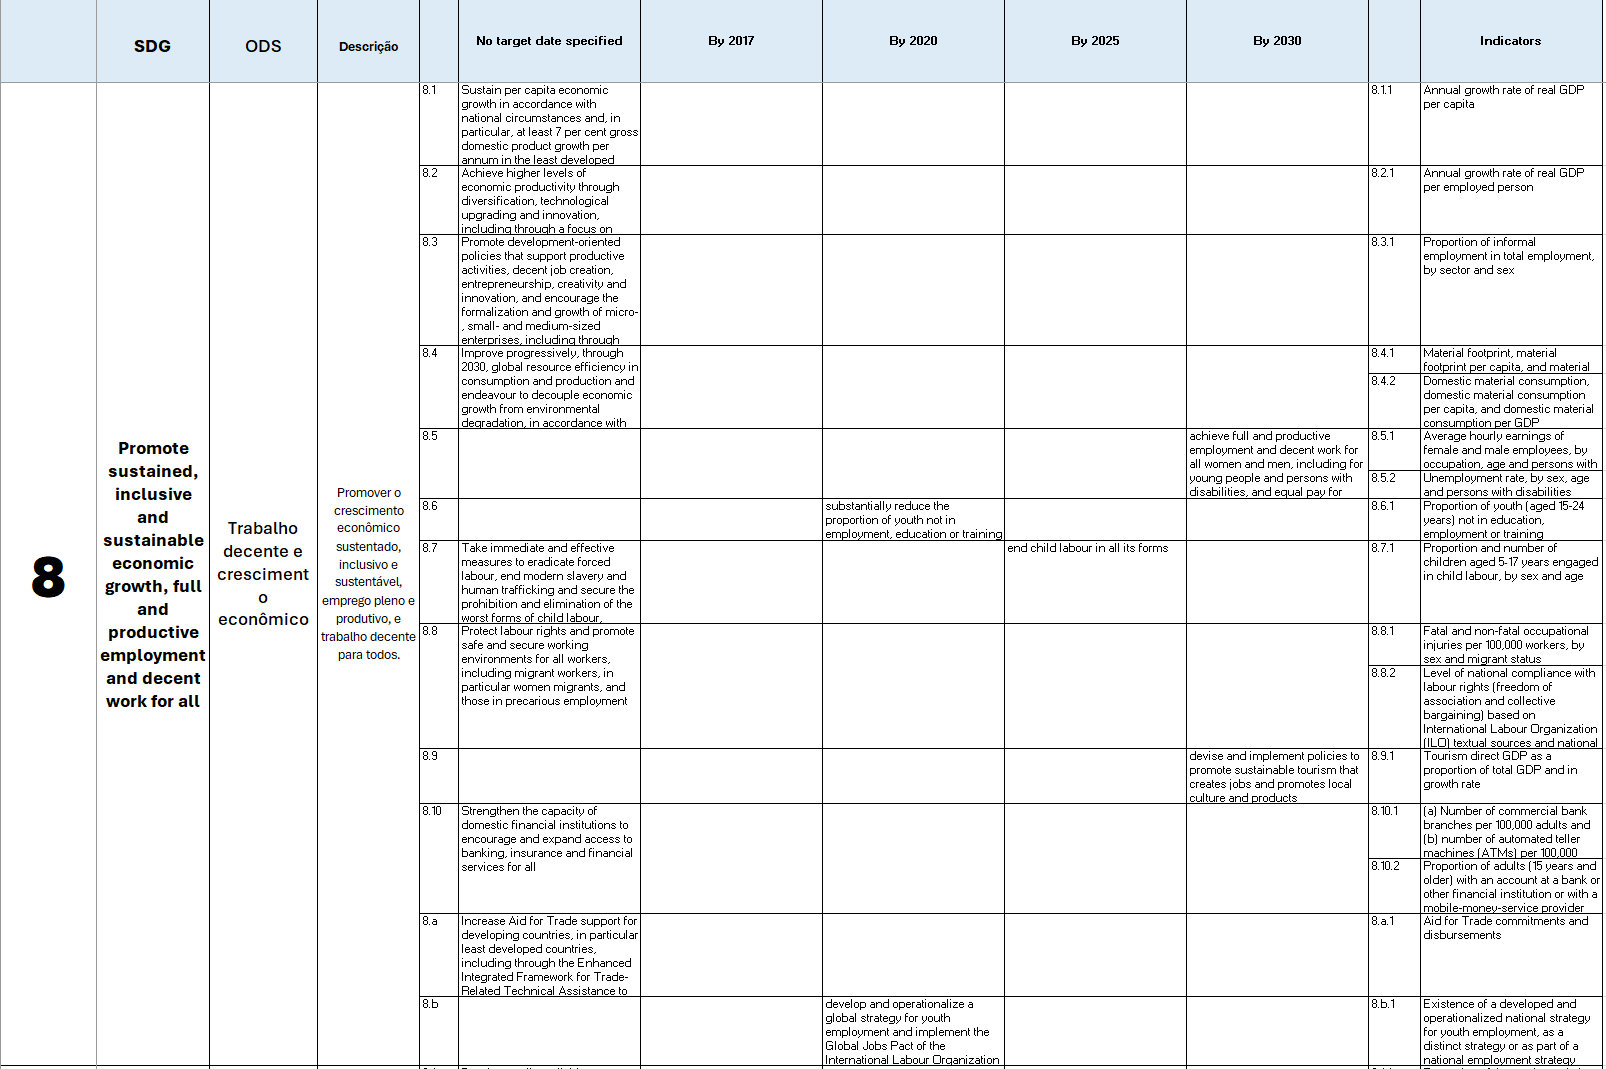 SDG
ODS
Descrição
No target date specified
By 2017
By 2020
By 2025
By 2030
Indicators
8
Promote
sustained,
inclusive
and
sustainable
economic
growth, full
and
productive
employment
and decent
work for all
Trabalho
decente e
cresciment
o
econômico
Promover o
crescimento
econômico
sustentado,
inclusivo e
sustentável,
emprego pleno e
produtivo, e
trabalho decente
para todos.
8.1
Sustain per capita economic
growth in accordance with
national circumstances and, in
particular, at least 7 per cent gross
domestic product growth per
annum in the least developed
8.1.1
Annual growth rate of real GDP
per capita
8.2
Achieve higher levels of
economic productivity through
diversification, technological
upgrading and innovation,
including through a focus on
8.2.1
Annual growth rate of real GDP
per employed person
8.3
Promote development-oriented
policies that support productive
activities, decent job creation,
entrepreneurship, creativity and
innovation, and encourage the
formalization and growth of micro-
, small- and medium-sized
enterprises, including through
8.3.1
Proportion of informal
employment in total employment,
by sector and sex
8.4
Improve progressively, through
2030, global resource efficiency in
consumption and production and
endeavour to decouple economic
growth from environmental
degradation, in accordance with
8.4.1
Material footprint, material
footprint per capita, and material
8.4.2
Domestic material consumption,
domestic material consumption
per capita, and domestic material
consumption per GDP
8.5
achieve full and productive
employment and decent work for
all women and men, including for
young people and persons with
disabilities, and equal pay for
8.5.1
Average hourly earnings of
female and male employees, by
occupation, age and persons with
8.5.2
Unemployment rate, by sex, age
and persons with disabilities
8.6
substantially reduce the
proportion of youth not in
employment, education or training
8.6.1
Proportion of youth (aged 15-24
years) not in education,
employment or training
8.7
Take immediate and effective
measures to eradicate forced
labour, end modern slavery and
human trafficking and secure the
prohibition and elimination of the
worst forms of child labour,
end child labour in all its forms
8.7.1
Proportion and number of
children aged 5-17 years engaged
in child labour, by sex and age
8.8
Protect labour rights and promote
safe and secure working
environments for all workers,
including migrant workers, in
particular women migrants, and
those in precarious employment
8.8.1
Fatal and non-fatal occupational
injuries per 100,000 workers, by
sex and migrant status
8.8.2
Level of national compliance with
labour rights (freedom of
association and collective
bargaining) based on
International Labour Organization
(ILO) textual sources and national
8.9
devise and implement policies to
promote sustainable tourism that
creates jobs and promotes local
culture and products
8.9.1
Tourism direct GDP as a
proportion of total GDP and in
growth rate
8.10
Strengthen the capacity of
domestic financial institutions to
encourage and expand access to
banking, insurance and financial
services for all
8.10.1
(a) Number of commercial bank
branches per 100,000 adults and
(b) number of automated teller
machines (ATMs) per 100,000
8.10.2
Proportion of adults (15 years and
older) with an account at a bank or
other financial institution or with a
mobile-money-service provider
8.a
Increase Aid for Trade support for
developing countries, in particular
least developed countries,
including through the Enhanced
Integrated Framework for Trade-
Related Technical Assistance to
8.a.1
Aid for Trade commitments and
disbursements
8.b
develop and operationalize a
global strategy for youth
employment and implement the
Global Jobs Pact of the
International Labour Organization
8.b.1
Existence of a developed and
operationalized national strategy
for youth employment, as a
distinct strategy or as part of a
national employment strategy